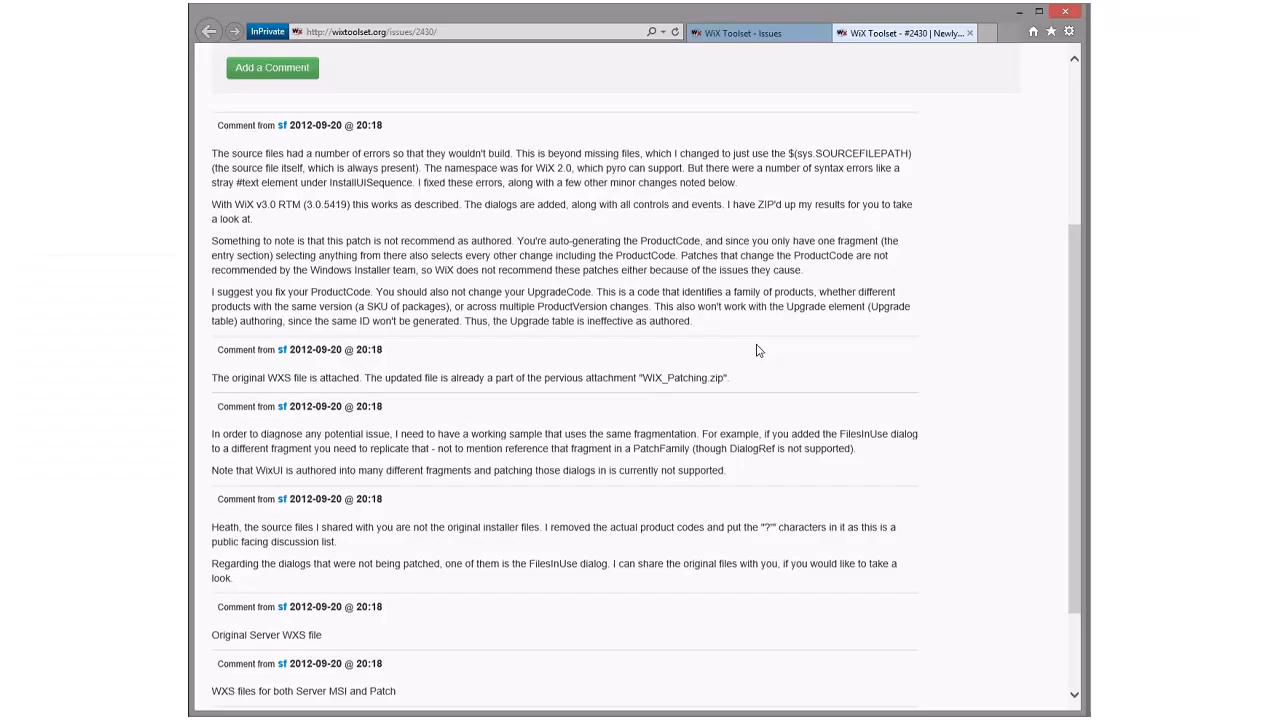 InPrivate
http://wixtoolset.org/issues/2430/
WiX Toolset - Issues
WiX Toolset - #2430 | Newly...
Add a Comment
Comment from sf 2012-09-20 @ 20:18
The source files had a number of errors so that they wouldn't build. This is beyond missing files, which I changed to just use the $(sys.SOURCEFILEPATH)
(the source file itself, which is always present). The namespace was for WiX 2.0, which pyro can support. But there were a number of syntax errors like a
stray #text element under InstallUISequence. I fixed these errors, along with a few other minor changes noted below.
With WiX v3.0 RTM (3.0.5419) this works as described. The dialogs are added, along with all controls and events. I have ZIP'd up my results for you to take
a look at.
Something to note is that this patch is not recommend as authored. You're auto-generating the ProductCode, and since you only have one fragment (the
entry section) selecting anything from there also selects every other change including the ProductCode. Patches that change the ProductCode are not
recommended by the Windows Installer team, so WiX does not recommend these patches either because of the issues they cause.
I suggest you fix your ProductCode. You should also not change your UpgradeCode. This is a code that identifies a family of products, whether different
products with the same version (a SKU of packages), or across multiple ProductVersion changes. This also won't work with the Upgrade element (Upgrade
table) authoring, since the same ID won't be generated. Thus, the Upgrade table is ineffective as authored.
Comment from sf 2012-09-20 @ 20:18
The original WXS file is attached. The updated file is already a part of the pervious attachment "WIX_Patching.zip".
Comment from sf 2012-09-20 @ 20:18
In order to diagnose any potential issue, I need to have a working sample that uses the same fragmentation. For example, if you added the FilesInUse dialog
to a different fragment you need to replicate that - not to mention reference that fragment in a PatchFamily (though DialogRef is not supported).
Note that WixUI is authored into many different fragments and patching those dialogs in is currently not supported.
Comment from sf 2012-09-20 @ 20:18
Heath, the source files I shared with you are not the original installer files. I removed the actual product codes and put the "?'" characters in it as this is a
public facing discussion list.
Regarding the dialogs that were not being patched, one of them is the FilesInUse dialog. I can share the original files with you, if you would like to take a
look.
Comment from sf 2012-09-20 @ 20:18
Original Server WXS file
Comment from sf 2012-09-20 @ 20:18
WXS files for both Server MSI and Patch